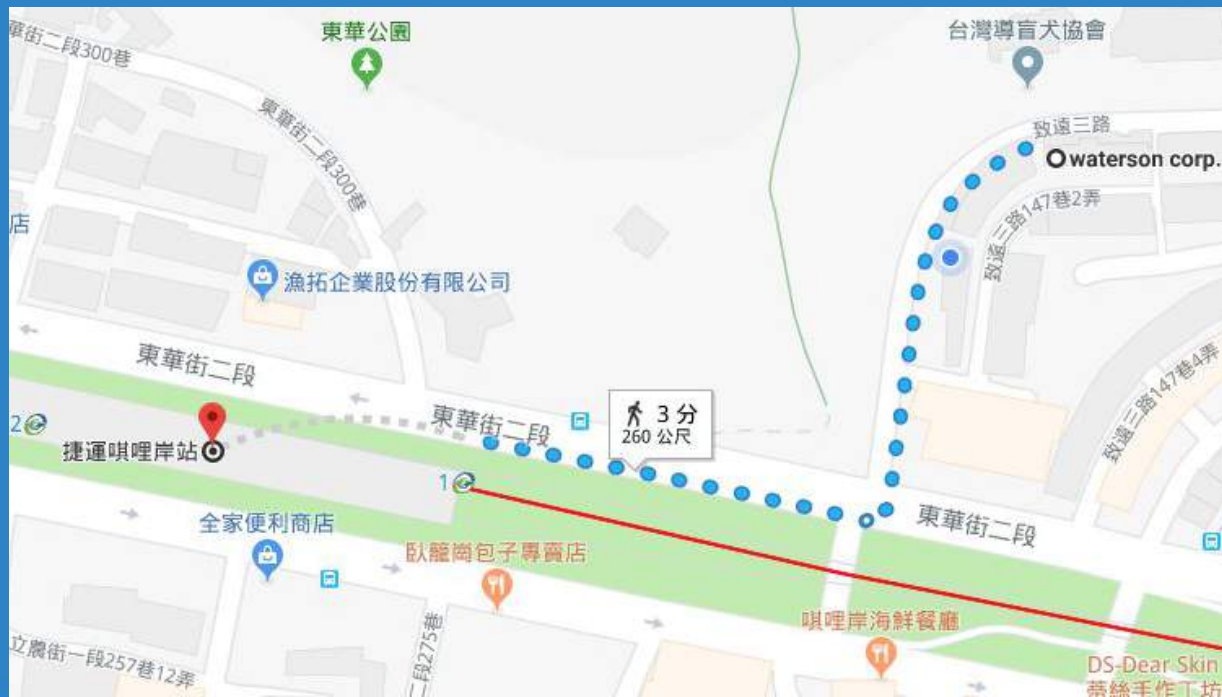 東華公園
台灣導盲犬協會
華街二段300巷
東華街二段300巷
致遠三路
waterson corp.
致遠三路147巷2弄
店
漁拓企業股份有限公司
東華街二段
東華街二段
3 分
260 公尺
致遠三路147巷4弄
2
捷運唭哩岸站
1
東華街二段
全家便利商店
臥龍崗包子專賣店
唭哩岸海鮮餐廳
二段275巷
立農街一段257巷12弄
DS-Dear Skin
蒂絲手作工坊